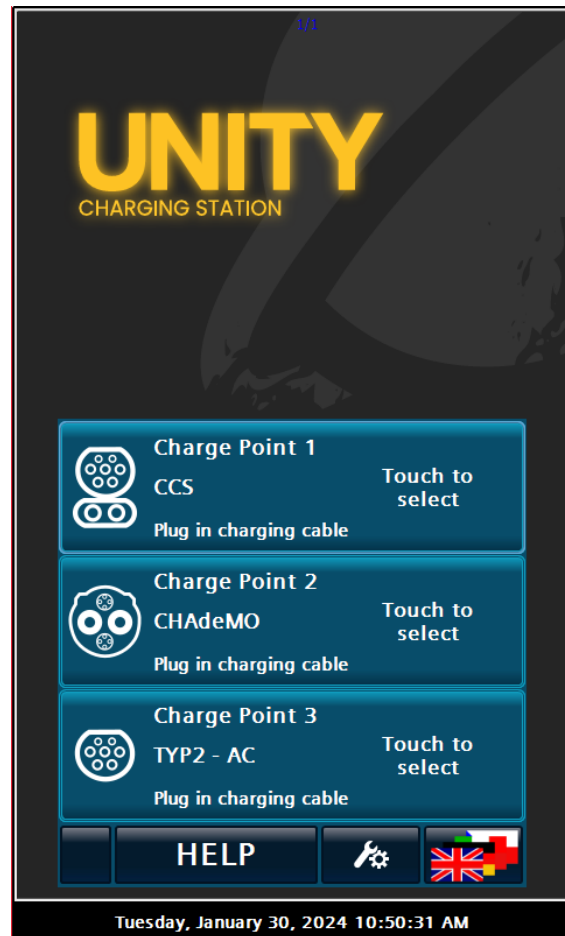 1/1
UNITY
CHARGING STATION
Charge Point 1
CCS
Touch to
select
Plug in charging cable
Charge Point 2
CHAdeMO
Touch to
select
Plug in charging cable
Charge Point 3
TYP2 - AC
Touch to
select
Plug in charging cable
HELP
Tuesday, January 30, 2024 10:50:31 AM